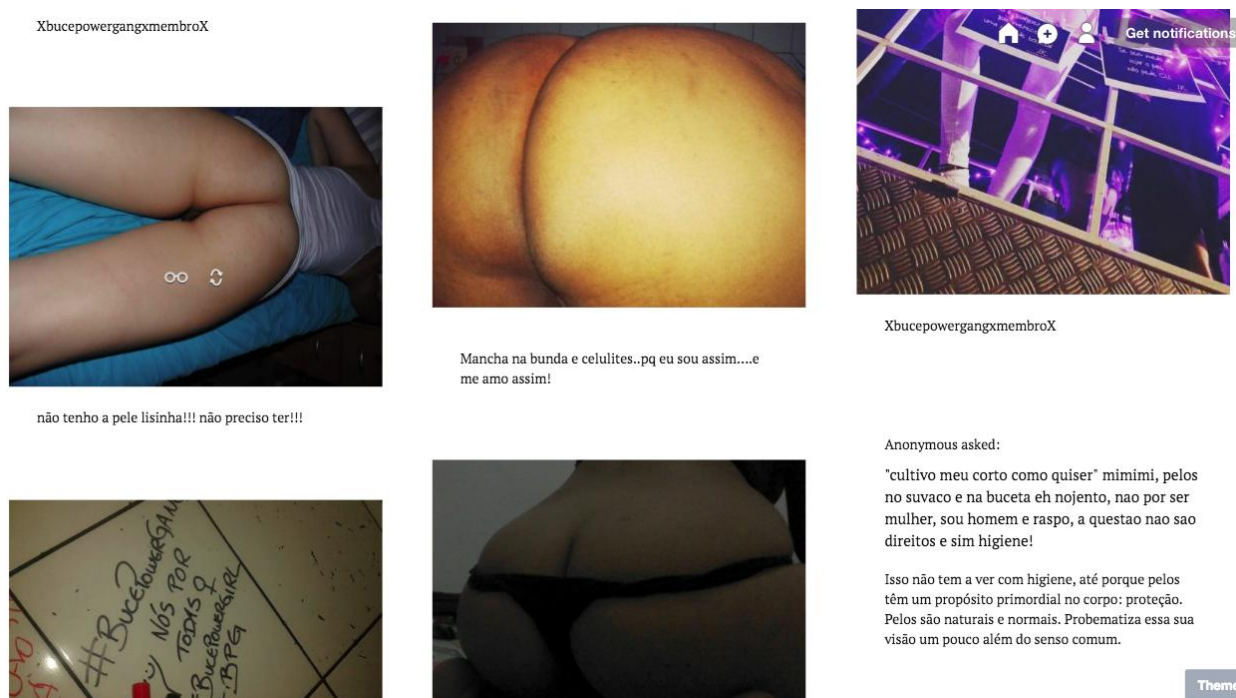 XbucepowergangxmembroX
não tenho a pele lisinha!!! não preciso ter!!!
#BUCEPOWERGANG
NÓS POR
TODAS
BUCEPOWERGIRL
BPG
Mancha na bunda e celulites..pq eu sou assim....e
me amo assim!
Get notifications
XbucepowergangxmembroX
Anonymous asked:
"cultivo meu corto como quiser" mimimi, pelos
no suvaco e na buceta eh nojento, nao por ser
mulher, sou homem e raspo, a questao nao sao
direitos e sim higiene!
Isso não tem a ver com higiene, até porque pelos
têm um propósito primordial no corpo: proteção.
Pelos são naturais e normais. Probematiza essa sua
visão um pouco além do senso comum.
Theme